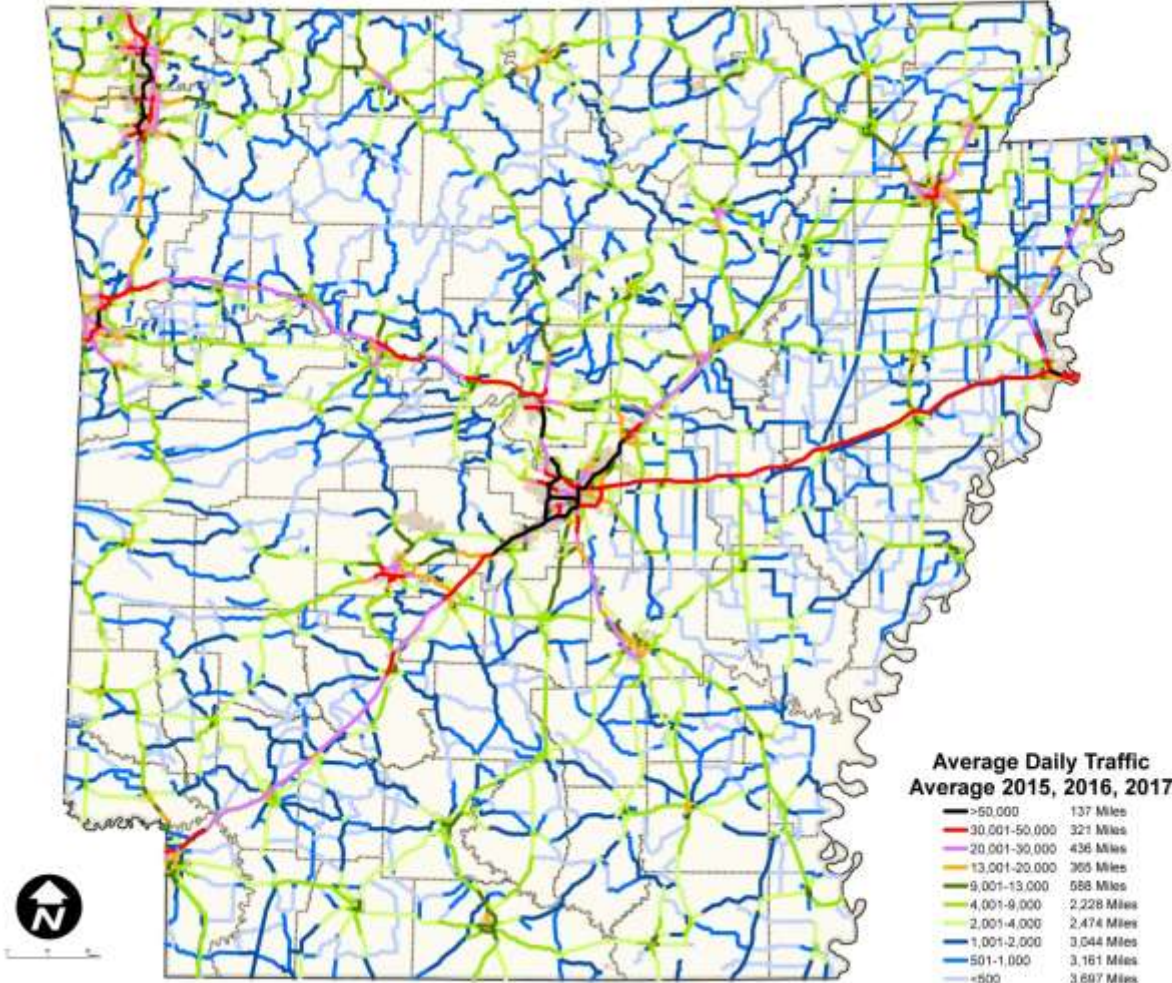 Average Daily Traffic
Average 2015, 2016, 2017
>50,000 137 Miles
30,001-50,000 321 Miles
20,001-30,000 436 Miles
13,001-20,000 365 Miles
9,001-13,000 588 Miles
4,001-9,000 2,228 Miles
2,001-4,000 2,474 Miles
1,001-2,000 3,044 Miles
501-1,000 3,161 Miles
<500 3,697 Miles
N